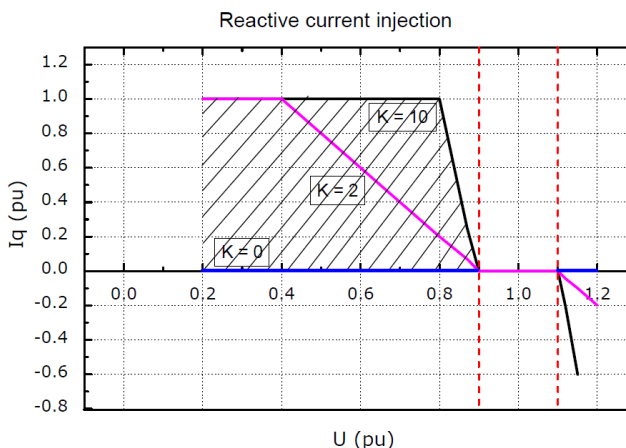 Reactive current injection
1.2
1.0
K = 10
0.8
0.6
K = 2
0.4
0.2
K = 0
0.0
0.0 0.2 0.4 0.6 0.8 1.0 1.2
-0.2
-0.4
-0.6
-0.8
Iq (pu)
U (pu)